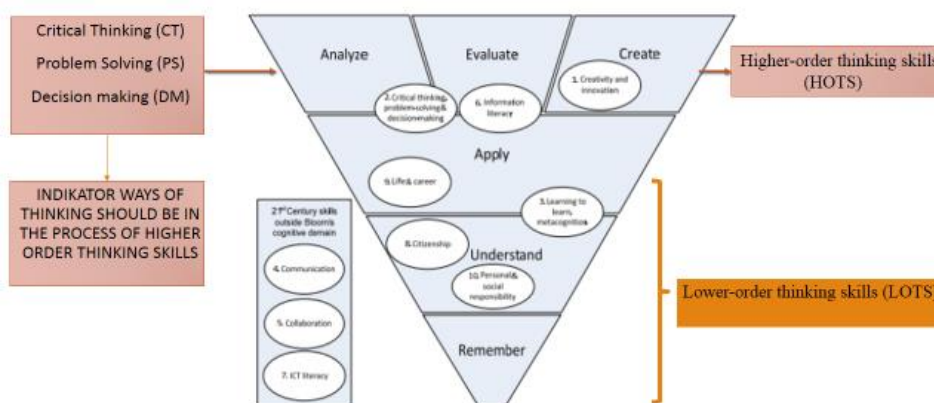 Critical Thinking (CT)
Problem Solving (PS)
Decision making (DM)
INDIKATOR WAYS OF
THINKING SHOULD BE IN
THE PROCESS OF HIGHER
ORDER THINKING SKILLS
Analyze
Evaluate
Create
1. Creativity and
innovation
2. Critical thinking,
problem-solving &
decision-making
6. Information
literacy
Apply
9. Life & career
3. Learning to
learn,
metacognition
8. Citizenship
Understand
10. Personal &
social
responsibility
Remember
21st Century skills
outside Bloom's
cognitive domain
4. Communication
5. Collaboration
7. ICT literacy
Higher-order thinking skills
(HOTS)
Lower-order thinking skills (LOTS)